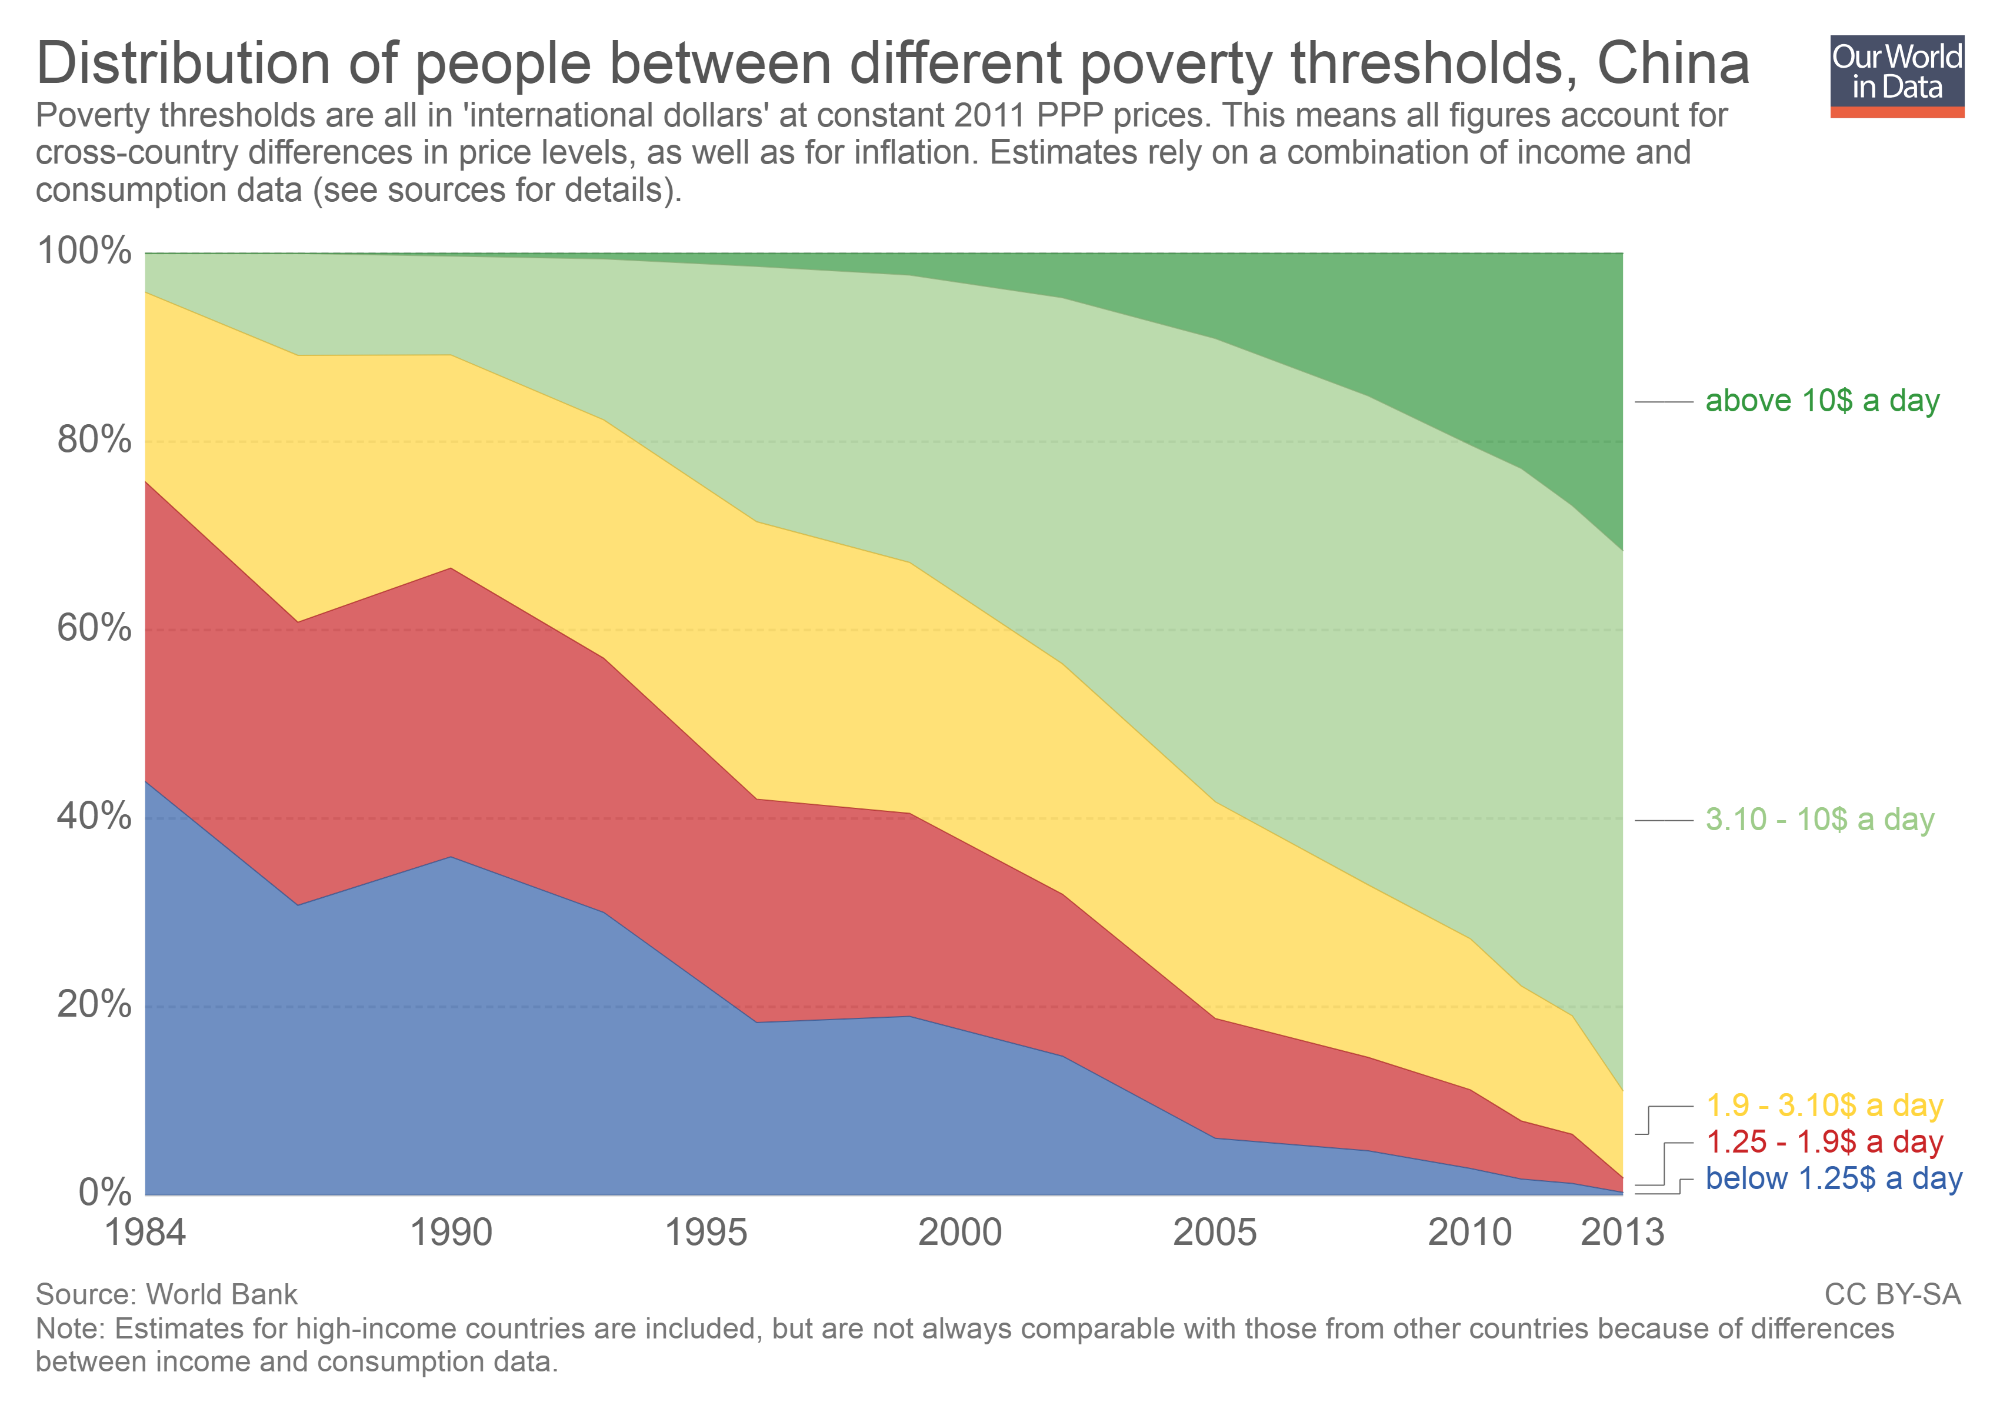 Distribution of people between different poverty thresholds, China
Our World
in Data
Poverty thresholds are all in 'international dollars' at constant 2011 PPP prices. This means all figures account for
cross-country differences in price levels, as well as for inflation. Estimates rely on a combination of income and
consumption data (see sources for details).
100%
80%
60%
40%
20%
0%
above 10$ a day
3.10 - 10$ a day
1.9 - 3.10$ a day
1.25 - 1.9$ a day
below 1.25$ a day
1984 1990 1995 2000 2005 2010 2013
Source: World Bank
CC BY-SA
Note: Estimates for high-income countries are included, but are not always comparable with those from other countries because of differences
between income and consumption data.